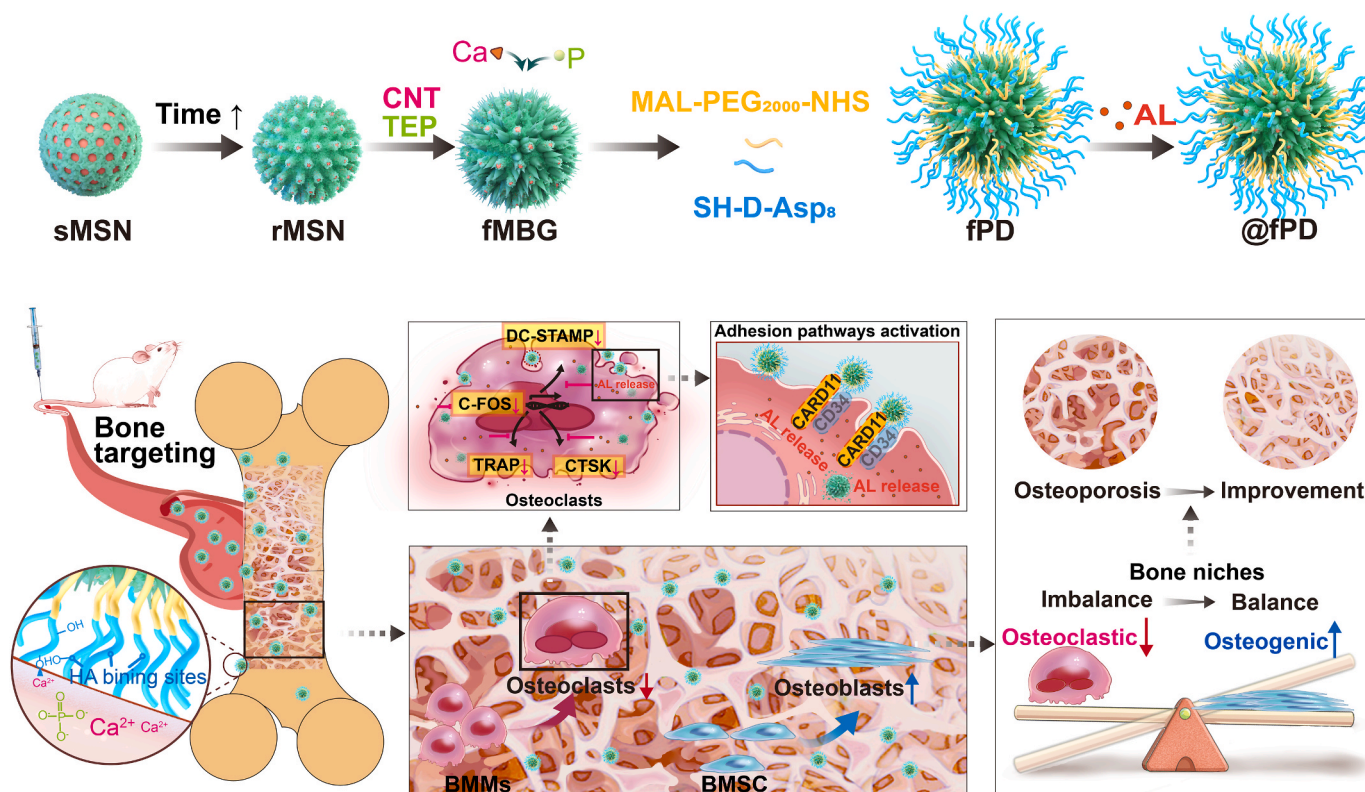 Ca
P
Time ↑
CNT
TEP
MAL-PEG₂₀₀₀-NHS
SH-D-Asp₈
AL
sMSN
rMSN
fMBG
fPD
@fPD
Bone
targeting
OH
OHO
HA bining sites
Ca²⁺
Ca²⁺ Ca²⁺
O⁻
O-P-O⁻
O⁻
DC-STAMP↓
AL release
C-FOS↓
TRAP↓
CTSK↓
Osteoclasts
Adhesion pathways activation
CARD11
CD34
AL release
CARD11
CD34
AL release
Osteoclasts↓
Osteoblasts↑
BMMs
BMSC
Osteoporosis
Improvement
Bone niches
Imbalance
Balance
Osteoclastic↓
Osteogenic↑